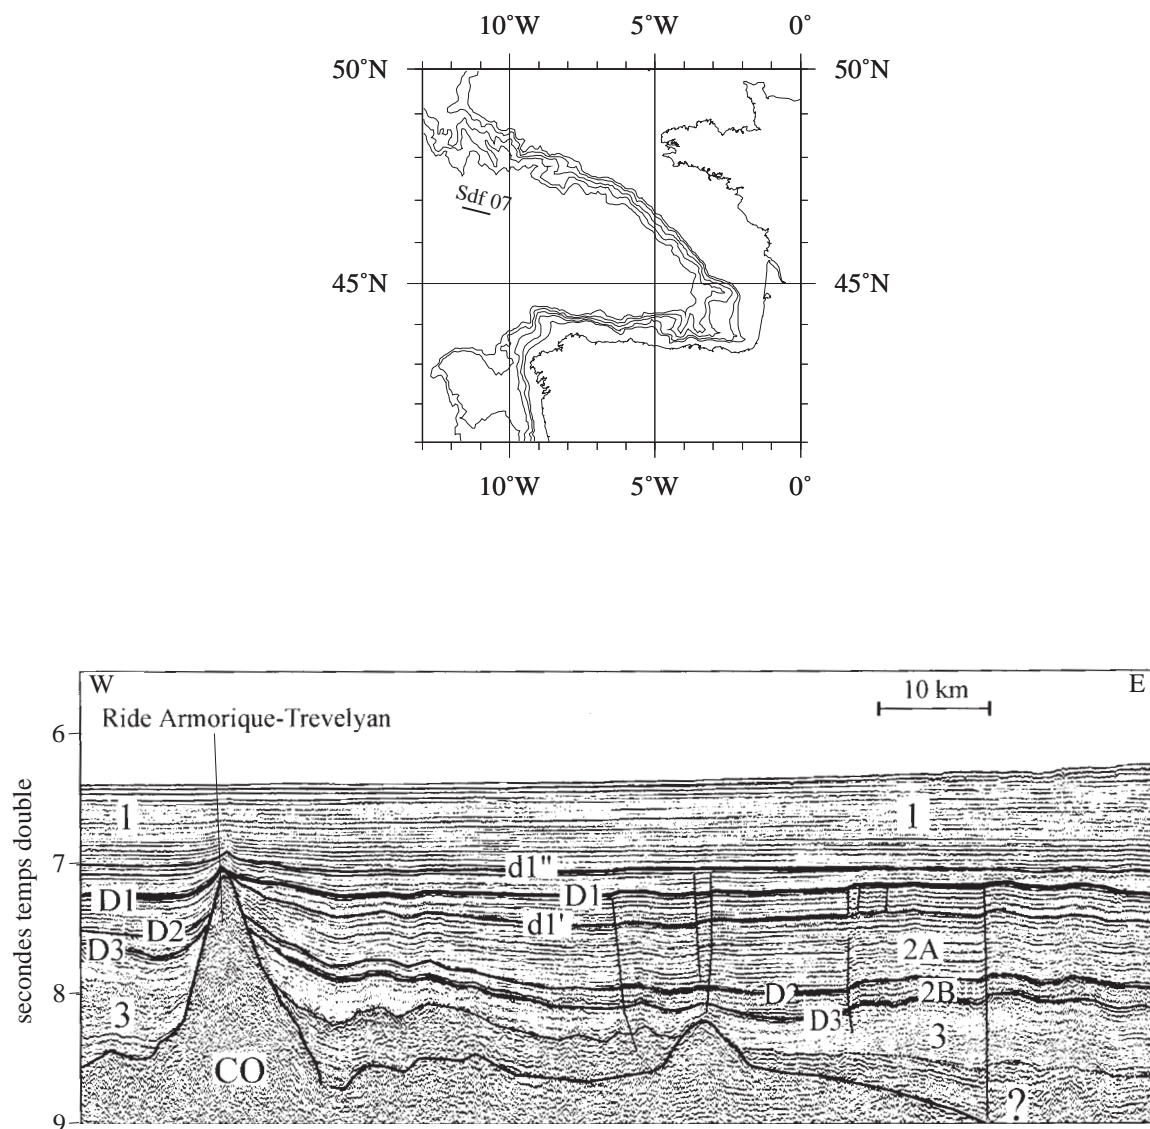 10°W 5°W 0°
50°N 50°N
Sdf 07
45°N 45°N
10°W 5°W 0°
W 10 km E
Ride Armorique-Trevelyan
6
secondes temps double
1 1
7
d1"
D1 D1
d1'
D2
D3 2A
8
D2 2B
D3
3 3
CO
?
9